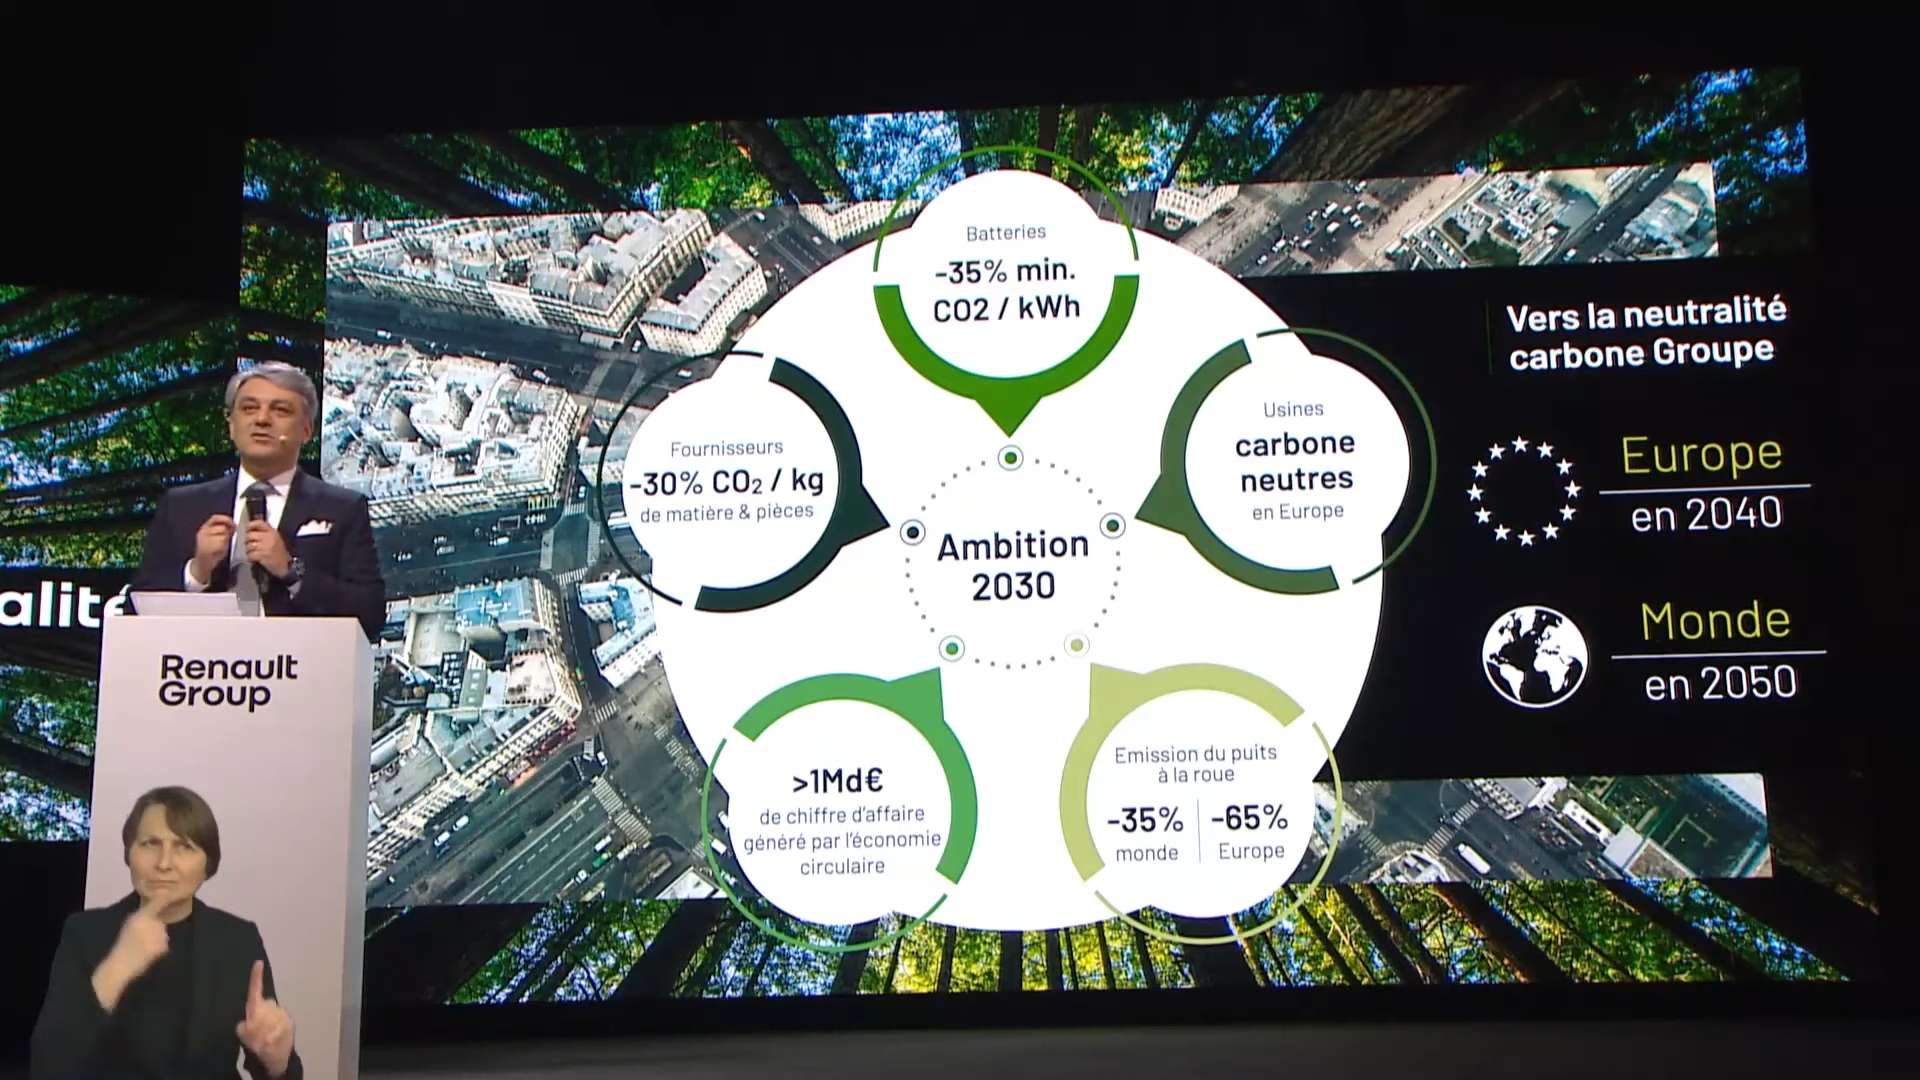 Batteries
-35% min.
CO2 / kWh
Fournisseurs
-30% CO₂ / kg
de matière & pièces
Usines
carbone
neutres
en Europe
Ambition
2030
>1Md€
de chiffre d'affaire
généré par l'économie
circulaire
Emission du puits
à la roue
-35%
monde
-65%
Europe
Vers la neutralité
carbone Groupe
Europe
en 2040
Monde
en 2050
alité
Renault
Group